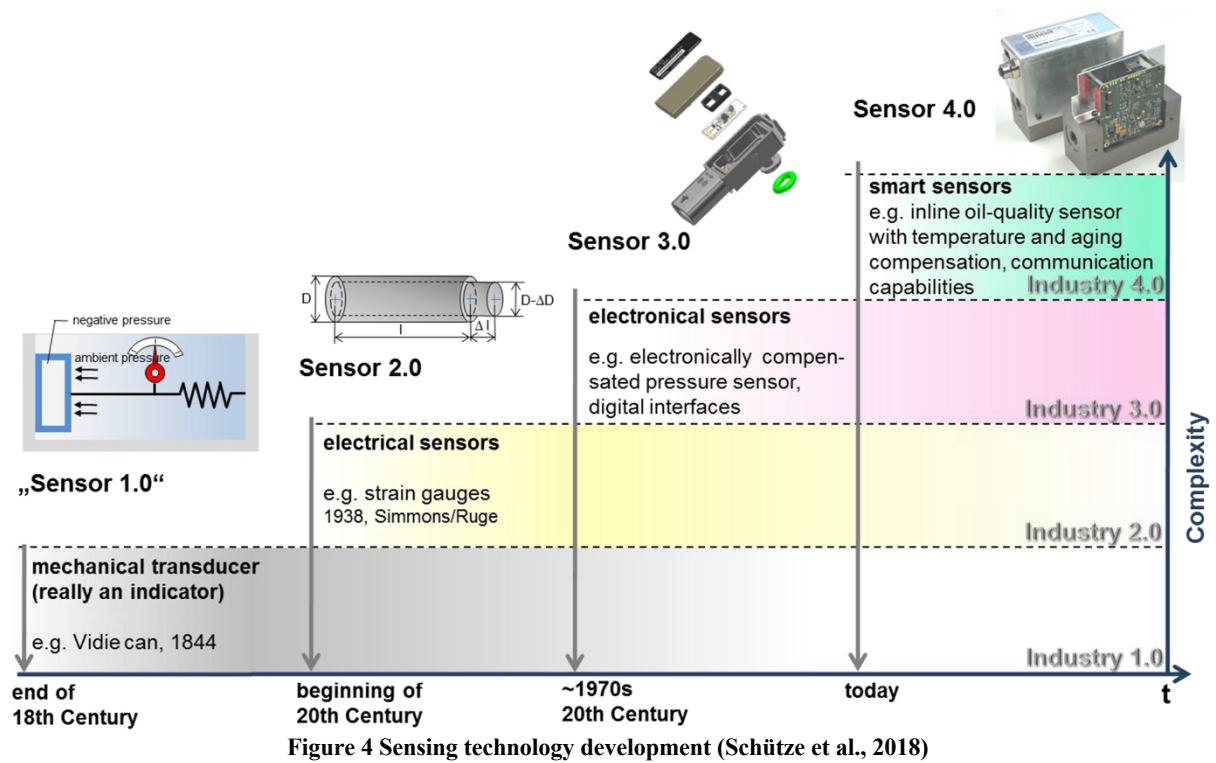 Sensor 4.0
smart sensors
e.g. inline oil-quality sensor
with temperature and aging
compensation, communication
capabilities
Industry 4.0
Sensor 3.0
electronical sensors
e.g. electronically compen-
sated pressure sensor,
digital interfaces
Industry 3.0
D
l
Δ l
D-ΔD
Sensor 2.0
electrical sensors
e.g. strain gauges
1938, Simmons/Ruge
Industry 2.0
negative pressure
ambient pressure
„Sensor 1.0“
mechanical transducer
(really an indicator)
e.g. Vidie can, 1844
Industry 1.0
Complexity
end of
18th Century
beginning of
20th Century
~1970s
20th Century
today
t
Figure 4 Sensing technology development (Schütze et al., 2018)